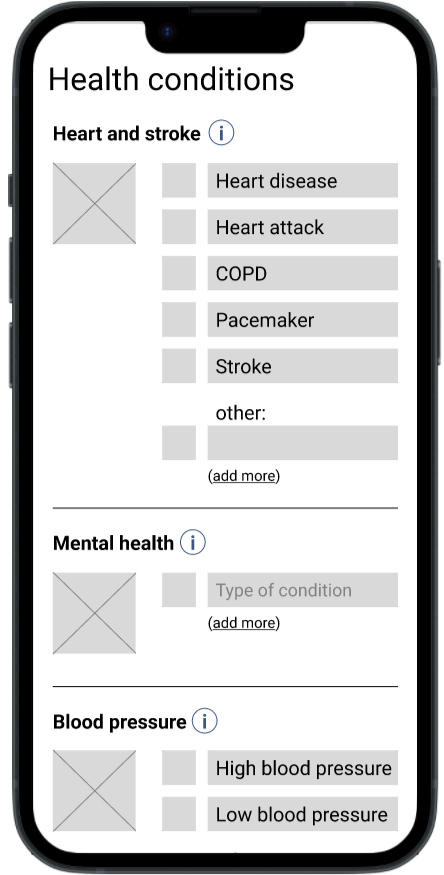 Health conditions
Heart and stroke i
Heart disease
Heart attack
COPD
Pacemaker
Stroke
other:
(add more)
Mental health i
Type of condition
(add more)
Blood pressure i
High blood pressure
Low blood pressure